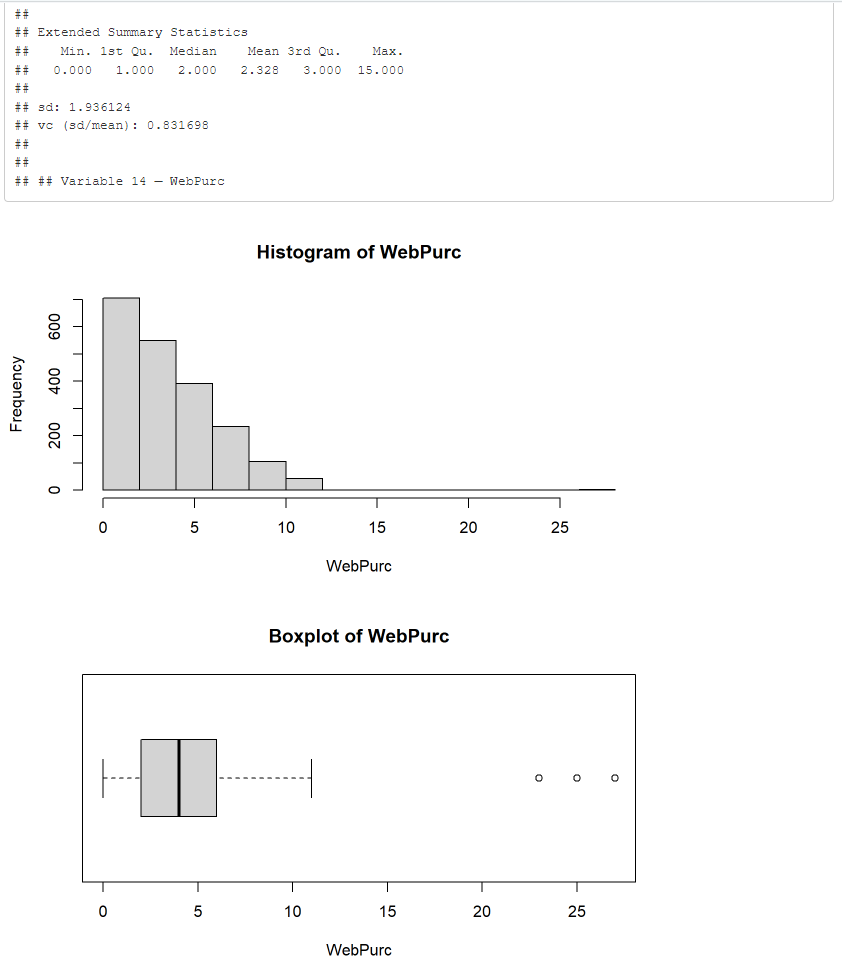 ##
## Extended Summary Statistics
##    Min. 1st Qu.  Median    Mean 3rd Qu.    Max.
##   0.000   1.000   2.000   2.328   3.000  15.000
##
## sd: 1.936124
## vc (sd/mean): 0.831698
##
##
## ## Variable 14 — WebPurc
Histogram of WebPurc
Frequency
600
400
200
0
0 5 10 15 20 25
WebPurc
Boxplot of WebPurc
0 5 10 15 20 25
WebPurc